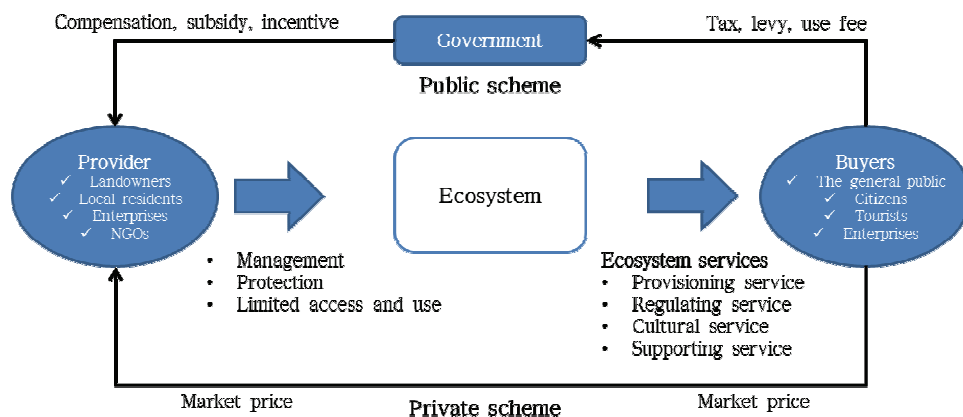 Compensation, subsidy, incentive
Government
Tax, levy, use fee
Public scheme
Provider
✓ Landowners
✓ Local residents
✓ Enterprises
✓ NGOs
Ecosystem
Buyers
✓ The general public
✓ Citizens
✓ Tourists
✓ Enterprises
• Management
• Protection
• Limited access and use
Ecosystem services
• Provisioning service
• Regulating service
• Cultural service
• Supporting service
Market price
Private scheme
Market price